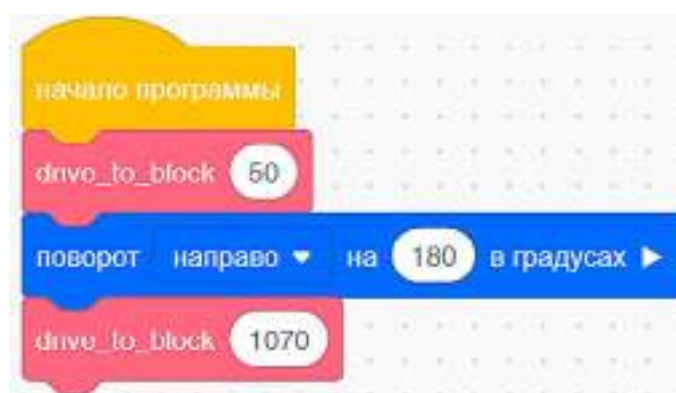 начало программы
drive_to_block 50
поворот направо на 180 в градусах
drive_to_block 1070